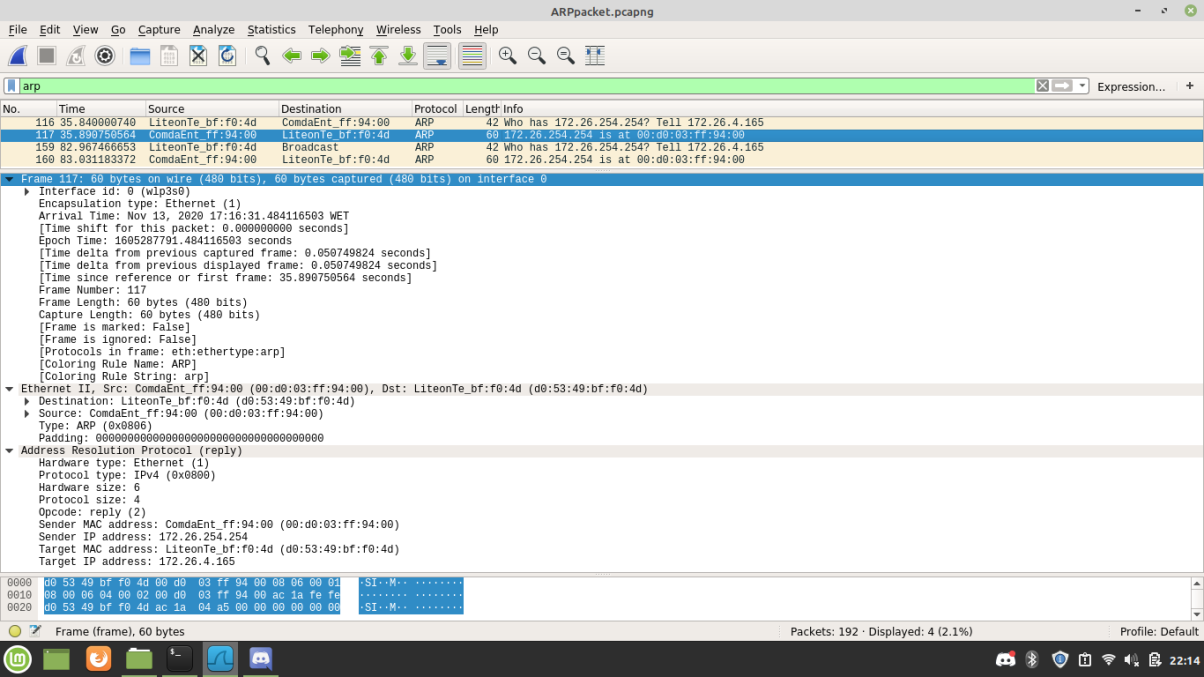 ARPpacket.pcapng
File Edit View Go Capture Analyze Statistics Telephony Wireless Tools Help
arp
Expression… +
No. Time Source Destination Protocol Length Info
116 35.840000740 LiteonTe_bf:f0:4d ComdaEnt_ff:94:00 ARP 42 Who has 172.26.254.254? Tell 172.26.4.165
117 35.890750564 ComdaEnt_ff:94:00 LiteonTe_bf:f0:4d ARP 60 172.26.254.254 is at 00:d0:03:ff:94:00
159 82.967466653 LiteonTe_bf:f0:4d Broadcast ARP 42 Who has 172.26.254.254? Tell 172.26.4.165
160 83.031183372 ComdaEnt_ff:94:00 LiteonTe_bf:f0:4d ARP 60 172.26.254.254 is at 00:d0:03:ff:94:00
Frame 117: 60 bytes on wire (480 bits), 60 bytes captured (480 bits) on interface 0
Interface id: 0 (wlp3s0)
Encapsulation type: Ethernet (1)
Arrival Time: Nov 13, 2020 17:16:31.484116503 WET
[Time shift for this packet: 0.000000000 seconds]
Epoch Time: 1605287791.484116503 seconds
[Time delta from previous captured frame: 0.050749824 seconds]
[Time delta from previous displayed frame: 0.050749824 seconds]
[Time since reference or first frame: 35.890750564 seconds]
Frame Number: 117
Frame Length: 60 bytes (480 bits)
Capture Length: 60 bytes (480 bits)
[Frame is marked: False]
[Frame is ignored: False]
[Protocols in frame: eth:ethertype:arp]
[Coloring Rule Name: ARP]
[Coloring Rule String: arp]
Ethernet II, Src: ComdaEnt_ff:94:00 (00:d0:03:ff:94:00), Dst: LiteonTe_bf:f0:4d (d0:53:49:bf:f0:4d)
Destination: LiteonTe_bf:f0:4d (d0:53:49:bf:f0:4d)
Source: ComdaEnt_ff:94:00 (00:d0:03:ff:94:00)
Type: ARP (0x0806)
Padding: 000000000000000000000000000000000000
Address Resolution Protocol (reply)
Hardware type: Ethernet (1)
Protocol type: IPv4 (0x0800)
Hardware size: 6
Protocol size: 4
Opcode: reply (2)
Sender MAC address: ComdaEnt_ff:94:00 (00:d0:03:ff:94:00)
Sender IP address: 172.26.254.254
Target MAC address: LiteonTe_bf:f0:4d (d0:53:49:bf:f0:4d)
Target IP address: 172.26.4.165
0000 d0 53 49 bf f0 4d 00 d0 03 ff 94 00 08 06 00 01 ·SI··M·· ········
0010 08 00 06 04 00 02 00 d0 03 ff 94 00 ac 1a fe fe ········ ········
0020 d0 53 49 bf f0 4d ac 1a 04 a5 00 00 00 00 00 00 ·SI··M·· ········
Frame (frame), 60 bytes
Packets: 192 · Displayed: 4 (2.1%)
Profile: Default
22:14